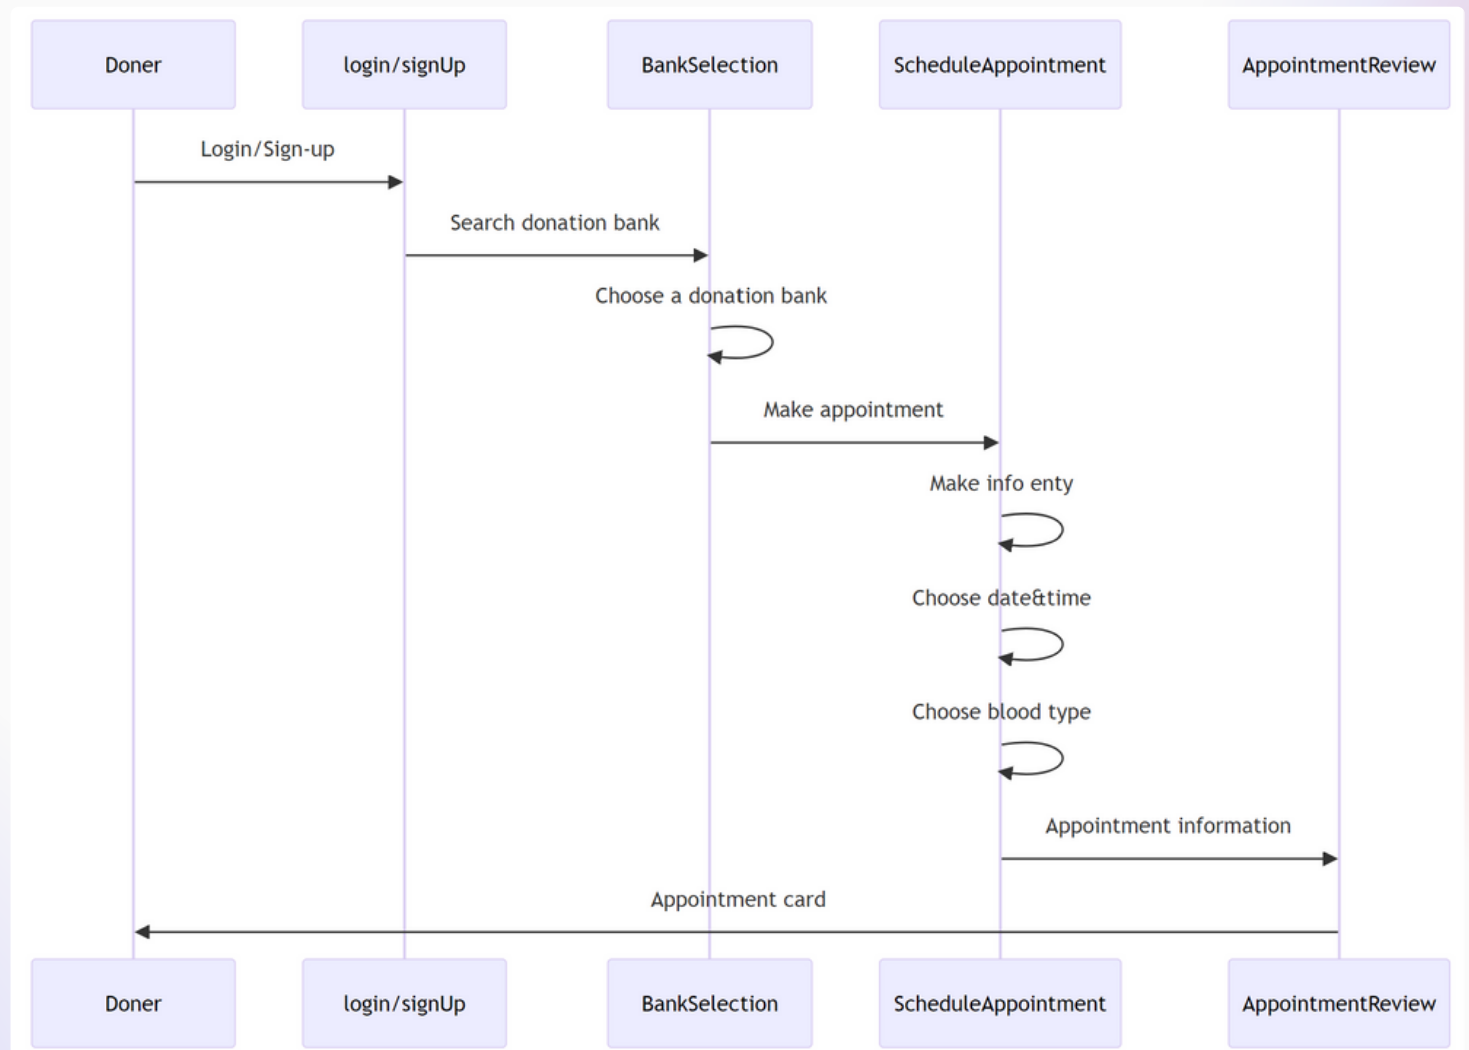 Doner
login/signUp
BankSelection
ScheduleAppointment
AppointmentReview
Login/Sign-up
Search donation bank
Choose a donation bank
Make appointment
Make info enty
Choose date&time
Choose blood type
Appointment information
Appointment card
Doner
login/signUp
BankSelection
ScheduleAppointment
AppointmentReview